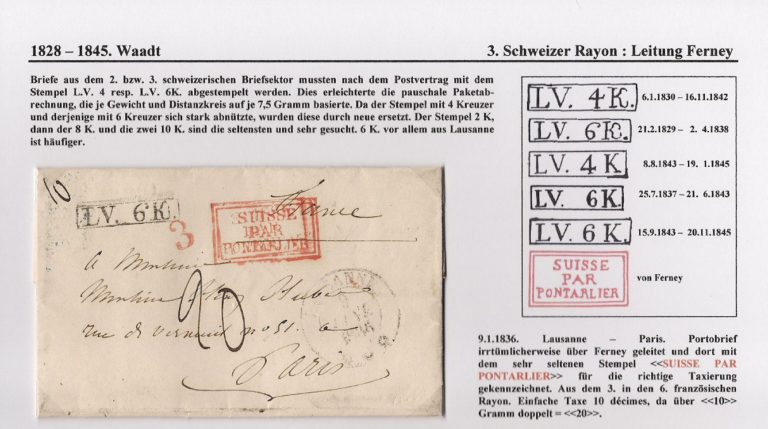 1828 – 1845. Waadt
3. Schweizer Rayon : Leitung Ferney
Briefe aus dem 2. bzw. 3. schweizerischen Briefsektor mussten nach dem Postvertrag mit dem
Stempel L.V. 4 resp. L.V. 6K. abgestempelt werden. Dies erleichterte die pauschale Paketab-
rechnung, die je Gewicht und Distanzkreis auf je 7,5 Gramm basierte. Da der Stempel mit 4 Kreuzer
und derjenige mit 6 Kreuzer sich stark abnützte, wurden diese durch neue ersetzt. Der Stempel 2 K,
dann der 8 K. und die zwei 10 K. sind die seltensten und sehr gesucht. 6 K. vor allem aus Lausanne
ist häufiger.
LV. 4K. 6.1.1830 – 16.11.1842
LV. 6K. 21.2.1829 – 2. 4.1838
LV. 4K 8.8.1843 – 19. 1.1845
LV. 6K. 25.7.1837 – 21. 6.1843
LV. 6K. 15.9.1843 – 20.11.1845
SUISSE
PAR
PONTARLIER
von Ferney
10
LV. 6K.
3
SUISSE
PAR
PONTARLIER
France
a Monsieur
20
rue de Verneuil no 51. a
Paris
9.1.1836. Lausanne – Paris. Portobrief
irrtümlicherweise über Ferney geleitet und dort mit
dem sehr seltenen Stempel <<SUISSE PAR
PONTARLIER>> für die richtige Taxierung
gekennzeichnet. Aus dem 3. in den 6. französischen
Rayon. Einfache Taxe 10 décimes, da über <<10>>
Gramm doppelt = <<20>>.